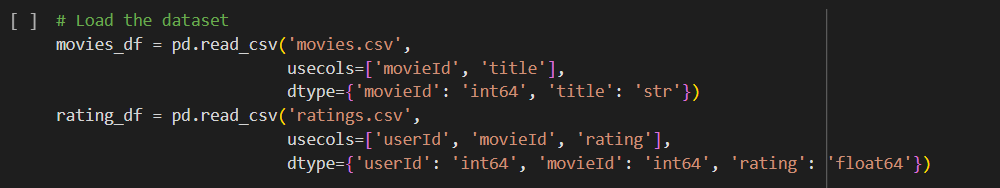 [ ] # Load the dataset
movies_df = pd.read_csv('movies.csv',
usecols=['movieId', 'title'],
dtype={'movieId': 'int64', 'title': 'str'})
rating_df = pd.read_csv('ratings.csv',
usecols=['userId', 'movieId', 'rating'],
dtype={'userId': 'int64', 'movieId': 'int64', 'rating': 'float64'})